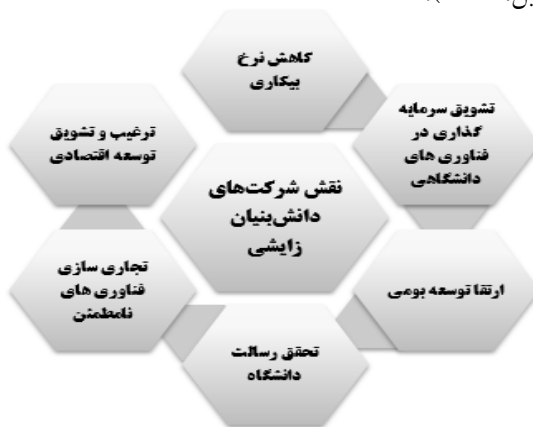 کاهش نرخ
بیکاری
تشویق سرمایه
گذاری در
فناوری های
دانشگاهی
ترغیب و تشویق
توسعه اقتصادی
نقش شرکت‌های
دانش‌بنیان
زایشی
تجاری سازی
فناوری های
نامطمئن
ارتقا توسعه بومی
تحقق رسالت
دانشگاه